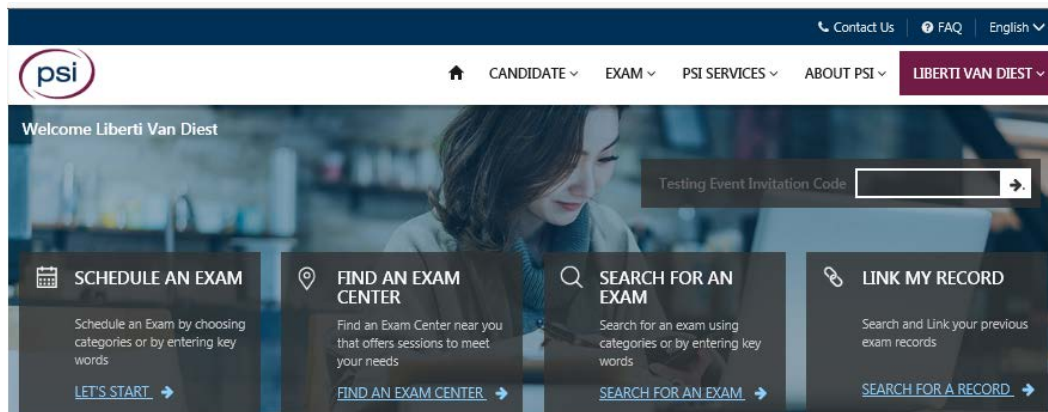 Contact Us FAQ English
psi
CANDIDATE EXAM PSI SERVICES ABOUT PSI LIBERTI VAN DIEST
Welcome Liberti Van Diest
Testing Event Invitation Code
SCHEDULE AN EXAM
Schedule an Exam by choosing
categories or by entering key
words
LET'S START
FIND AN EXAM
CENTER
Find an Exam Center near you
that offers sessions to meet
your needs
FIND AN EXAM CENTER
SEARCH FOR AN
EXAM
Search for an exam using
categories or by entering key
words
SEARCH FOR AN EXAM
LINK MY RECORD
Search and Link your previous
exam records
SEARCH FOR A RECORD